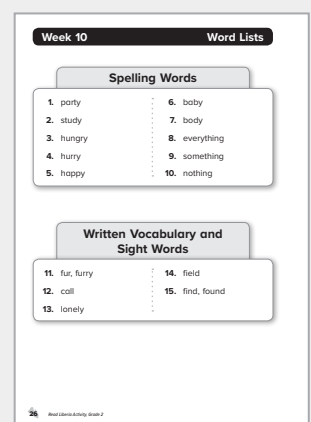 Week 10 Word Lists
Spelling Words
1. party
2. study
3. hungry
4. hurry
5. happy
6. baby
7. body
8. everything
9. something
10. nothing
Written Vocabulary and
Sight Words
11. fur, furry
12. call
13. lonely
14. field
15. find, found
26 Read Liberia Activity, Grade 2